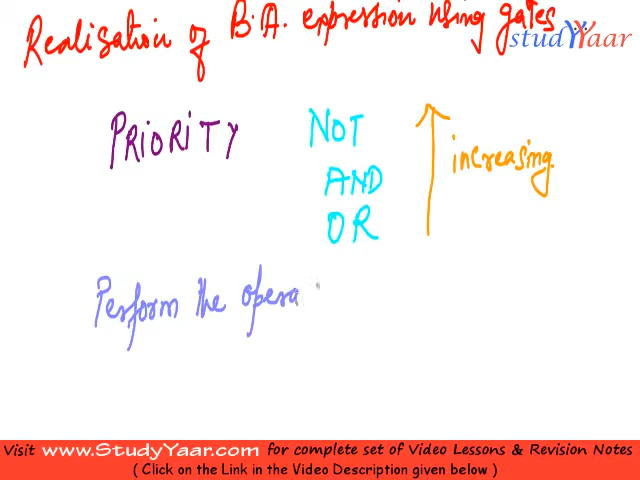 Realisation of B.A. expression using gates
studYYaar
PRIORITY NOT increasing
AND
OR
Perform the opera
Visit www.StudyYaar.com for complete set of Video Lessons & Revision Notes
( Click on the Link in the Video Description given below )